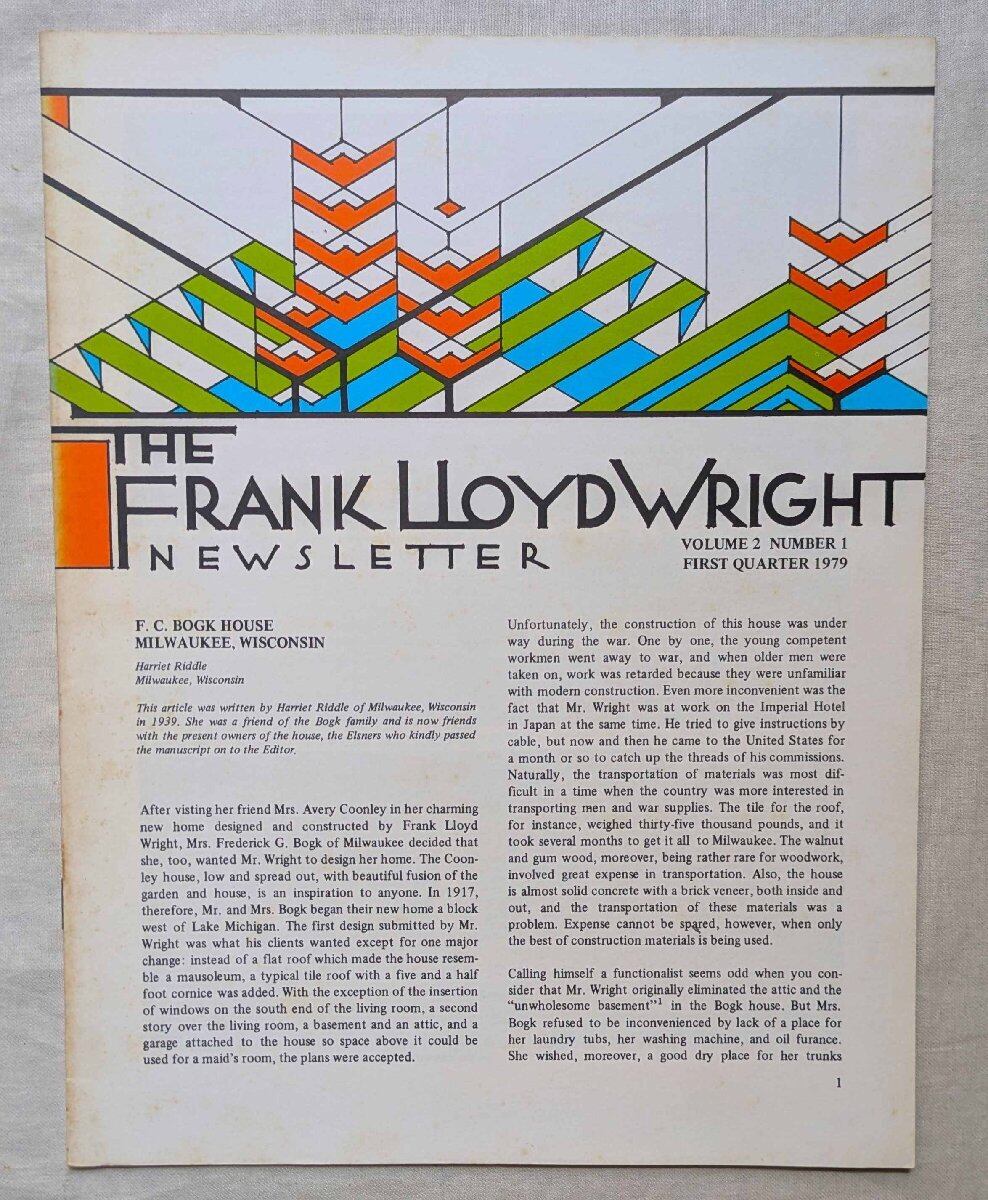 THE
FRANK LLOYD WRIGHT
NEWSLETTER
VOLUME 2 NUMBER 1
FIRST QUARTER 1979
F. C. BOGK HOUSE
MILWAUKEE, WISCONSIN
Harriet Riddle
Milwaukee, Wisconsin
This article was written by Harriet Riddle of Milwaukee, Wisconsin
in 1939. She was a friend of the Bogk family and is now friends
with the present owners of the house, the Elsners who kindly passed
the manuscript on to the Editor.
After visting her friend Mrs. Avery Coonley in her charming
new home designed and constructed by Frank Lloyd
Wright, Mrs. Frederick G. Bogk of Milwaukee decided that
she, too, wanted Mr. Wright to design her home. The Coon-
ley house, low and spread out, with beautiful fusion of the
garden and house, is an inspiration to anyone. In 1917,
therefore, Mr. and Mrs. Bogk began their new home a block
west of Lake Michigan. The first design submitted by Mr.
Wright was what his clients wanted except for one major
change: instead of a flat roof which made the house resem-
ble a mausoleum, a typical tile roof with a five and a half
foot cornice was added. With the exception of the insertion
of windows on the south end of the living room, a second
story over the living room, a basement and an attic, and a
garage attached to the house so space above it could be
used for a maid's room, the plans were accepted.
Unfortunately, the construction of this house was under
way during the war. One by one, the young competent
workmen went away to war, and when older men were
taken on, work was retarded because they were unfamiliar
with modern construction. Even more inconvenient was the
fact that Mr. Wright was at work on the Imperial Hotel
in Japan at the same time. He tried to give instructions by
cable, but now and then he came to the United States for
a month or so to catch up the threads of his commissions.
Naturally, the transportation of materials was most dif-
ficult in a time when the country was more interested in
transporting men and war supplies. The tile for the roof,
for instance, weighed thirty-five thousand pounds, and it
took several months to get it all to Milwaukee. The walnut
and gum wood, moreover, being rather rare for woodwork,
involved great expense in transportation. Also, the house
is almost solid concrete with a brick veneer, both inside and
out, and the transportation of these materials was a
problem. Expense cannot be spared, however, when only
the best of construction materials is being used.
Calling himself a functionalist seems odd when you con-
sider that Mr. Wright originally eliminated the attic and the
“unwholesome basement”1 in the Bogk house. But Mrs.
Bogk refused to be inconvenienced by lack of a place for
her laundry tubs, her washing machine, and oil furance.
She wished, moreover, a good dry place for her trunks
1